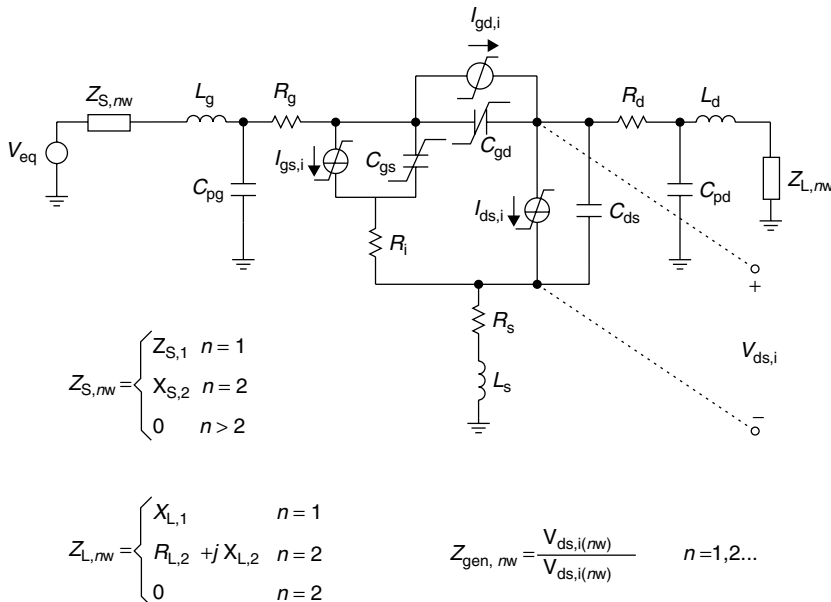 I_gd,i
Z_S,nw
L_g
R_g
R_d
L_d
V_eq
I_gs,i
C_gs
C_gd
C_pg
I_ds,i
C_ds
C_pd
Z_L,nw
R_i
+
R_s
V_ds,i
L_s
−
Z_S,nw = { Z_S,1 n = 1
X_S,2 n = 2
0 n > 2
Z_L,nw = { X_L,1 n = 1
R_L,2 + j X_L,2 n = 2
0 n = 2
Z_gen, nw = V_ds,i(nw) / V_ds,i(nw) n=1,2...